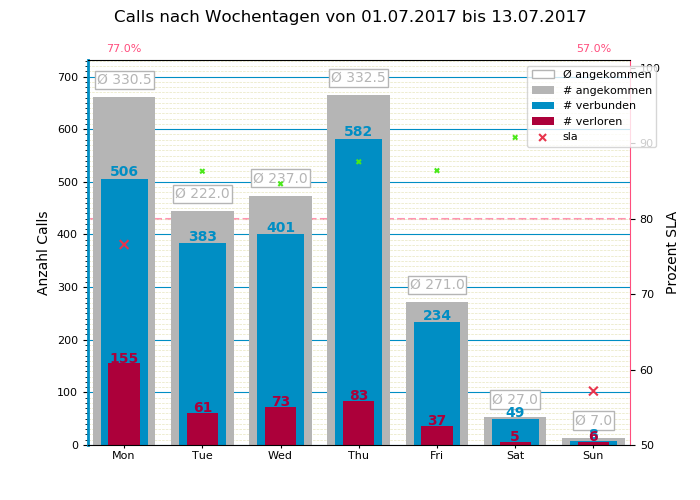 Calls nach Wochentagen von 01.07.2017 bis 13.07.2017
77.0% 57.0%
Ø angekommen
# angekommen
# verbunden
# verloren
sla
Anzahl Calls
700
600
500
400
300
200
100
0
Prozent SLA
100
90
80
70
60
50
Ø 330.5
506
155
Ø 222.0
383
61
Ø 237.0
401
73
Ø 332.5
582
83
Ø 271.0
234
37
Ø 27.0
49
5
Ø 7.0
6
Mon Tue Wed Thu Fri Sat Sun